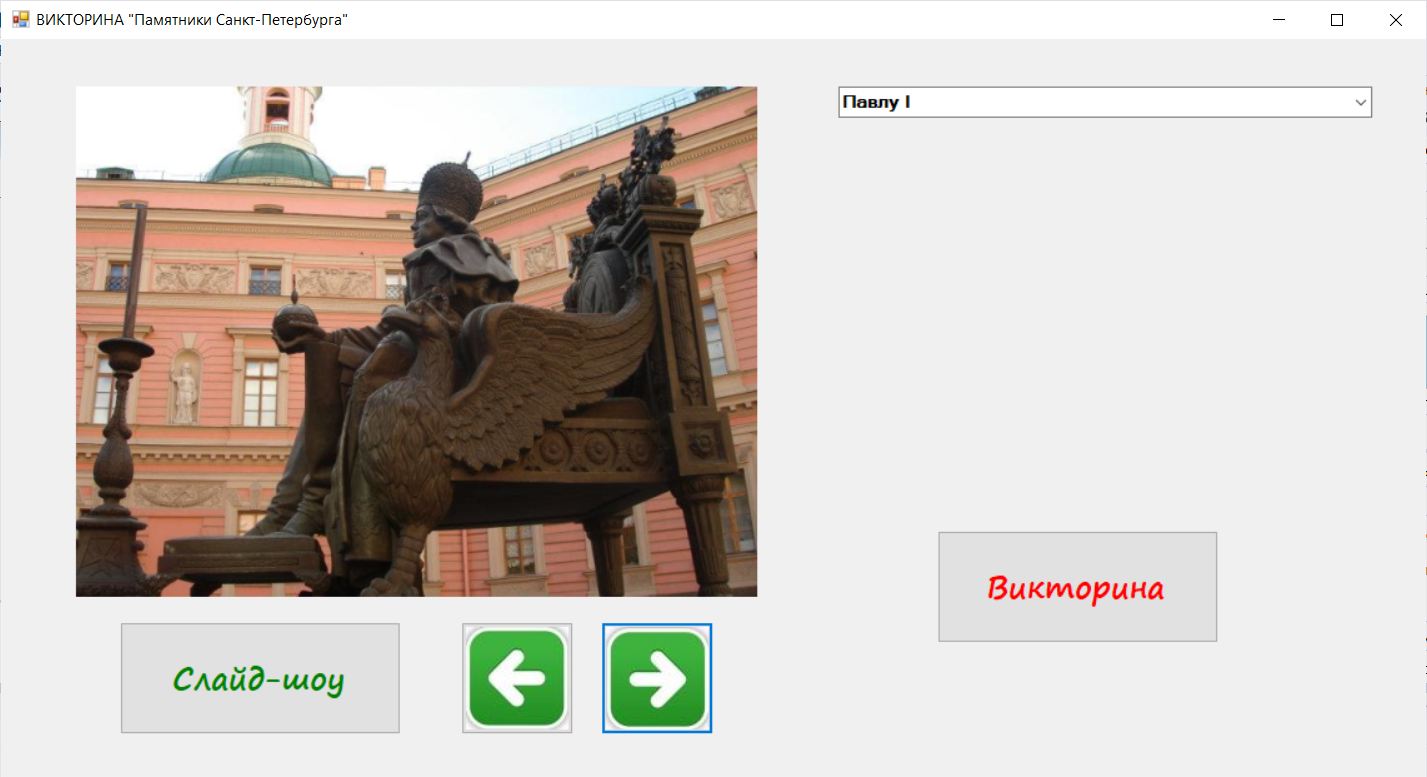 ВИКТОРИНА "Памятники Санкт-Петербурга"
Павлу I
Викторина
Слайд-шоу